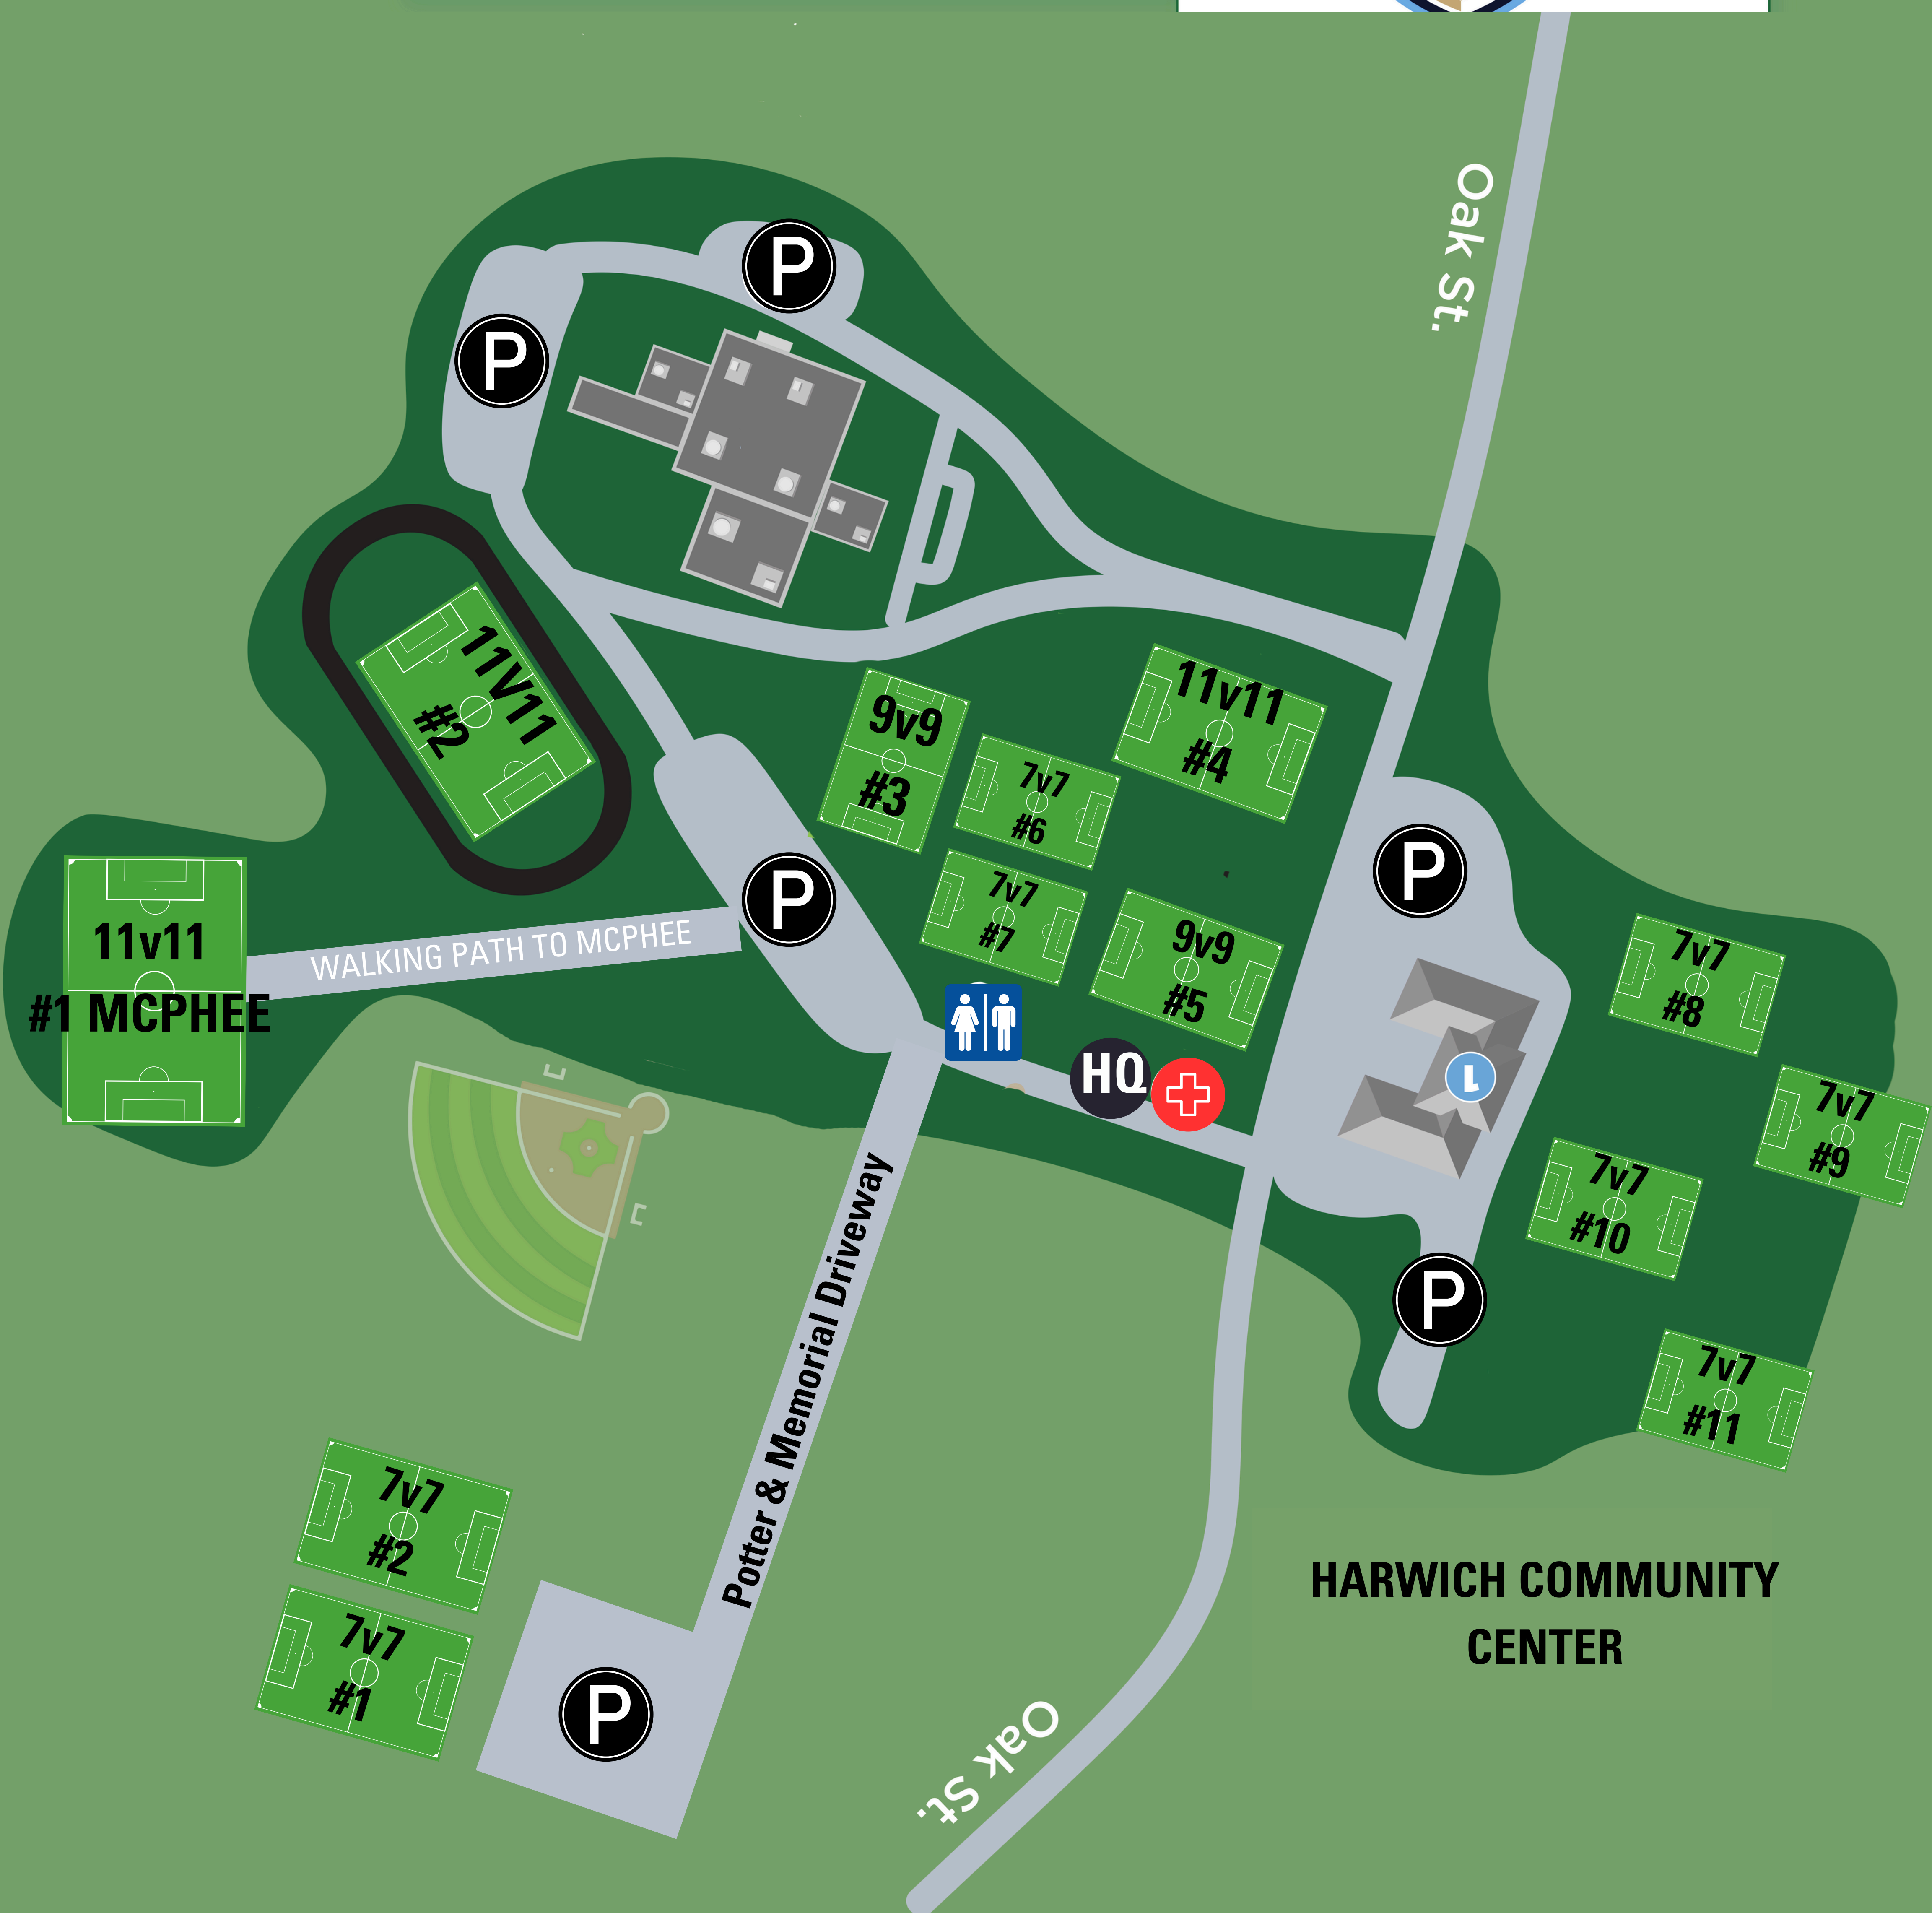 Oak St.
P
P
11v11
#2
9v9
#3
11v11
#4
7v7
#6
7v7
#7
9v9
#5
P
P
11v11
#1 MCPHEE
WALKING PATH TO MCPHEE
HQ
1
7v7
#8
7v7
#9
7v7
#10
P
7v7
#11
Potter & Memorial Driveway
7v7
#2
7v7
#1
P
HARWICH COMMUNITY
CENTER
Oak St.